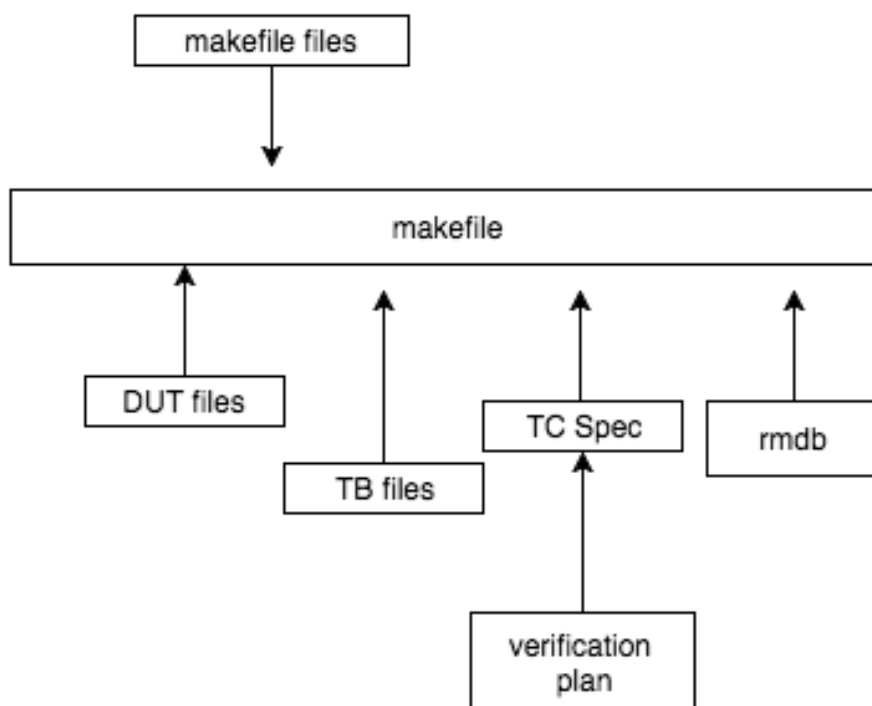 makefile files
makefile
DUT files
TC Spec
rmdb
TB files
verification
plan